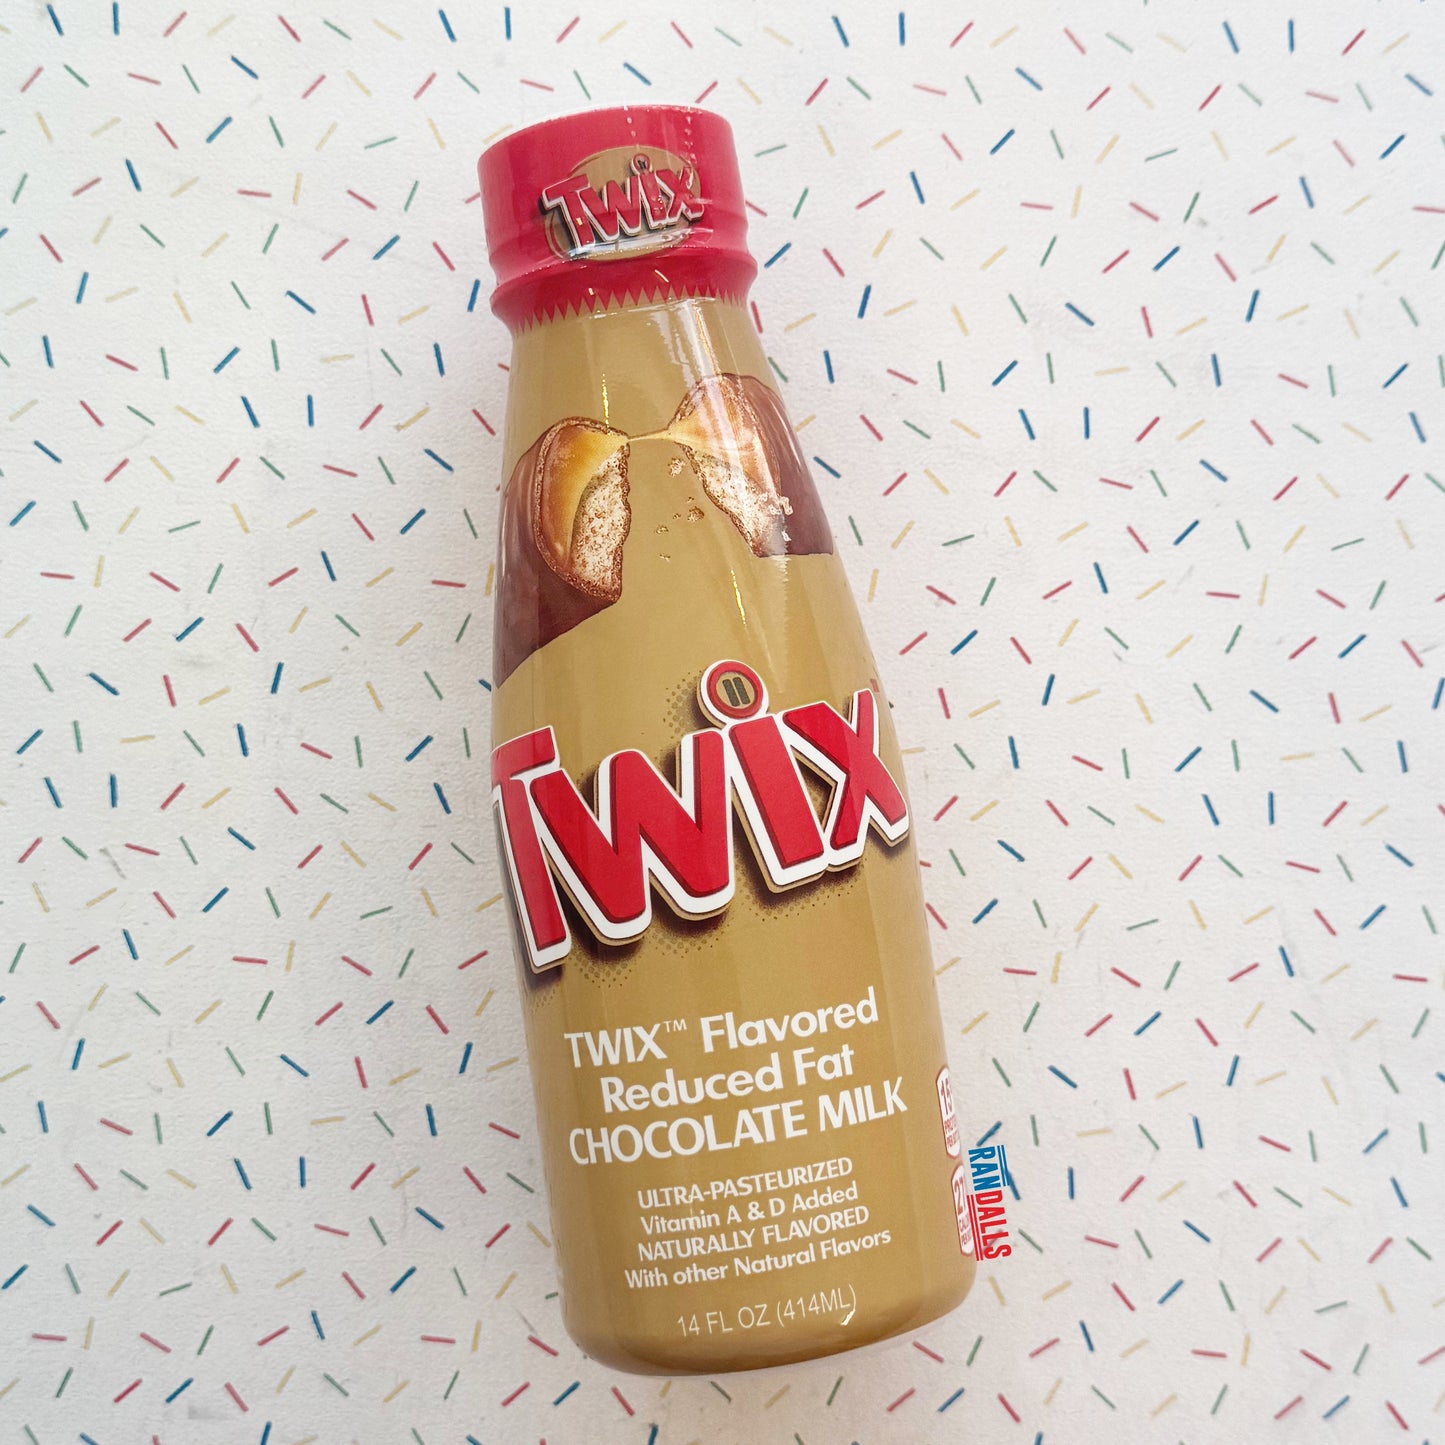 TWIX
TWIX
TWIX™ Flavored
Reduced Fat
CHOCOLATE MILK
ULTRA-PASTEURIZED
Vitamin A & D Added
NATURALLY FLAVORED
With other Natural Flavors
14 FL OZ (414ML)
RANDALLS